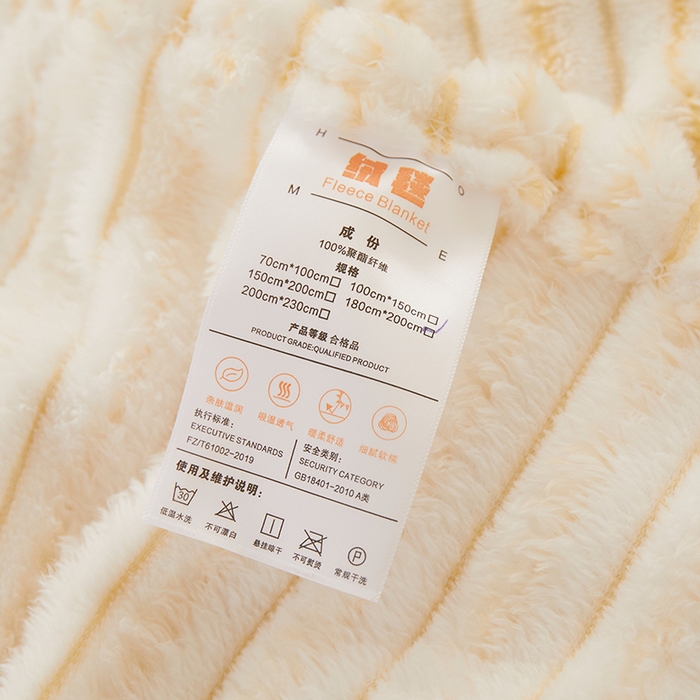 H O
绒毯
Fleece Blanket
M E
成 份
100%聚酯纤维
规格
70cm*100cm□ 100cm*150cm□
150cm*200cm□ 180cm*200cm□
200cm*230cm□
产品等级 合格品
PRODUCT GRADE:QUALIFIED PRODUCT
亲肤温润 吸湿透气 暖柔舒适 细腻软糯
执行标准: 安全类别:
EXECUTIVE STANDARDS SECURITY CATEGORY
FZ/T61002-2019 GB18401-2010 A类
使用及维护说明:
30 P
低温水洗 不可漂白 悬挂晾干 不可熨烫 常规干洗